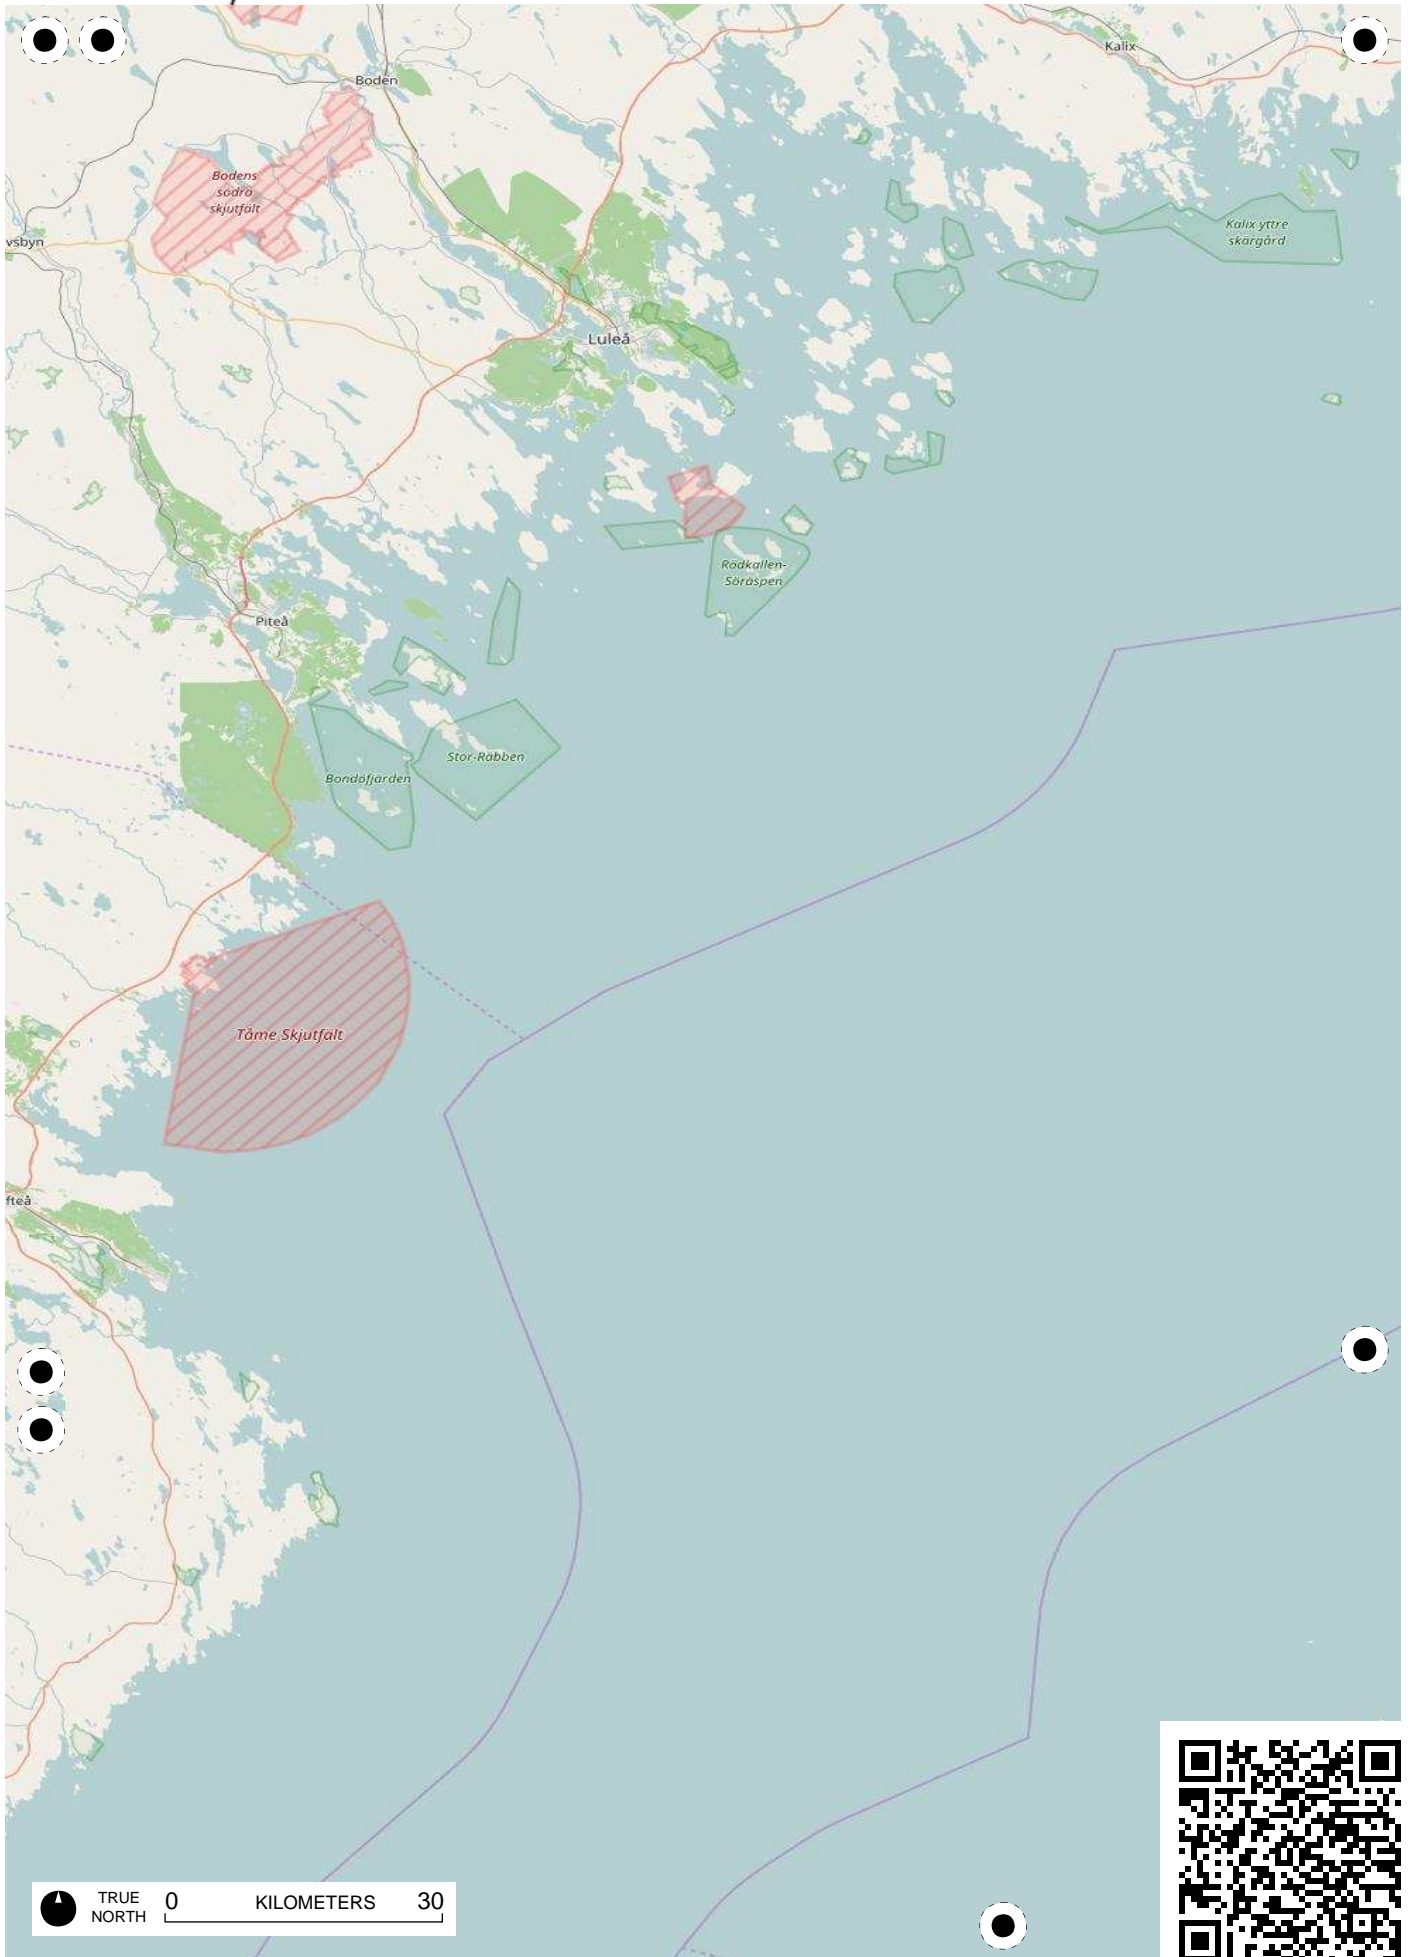 Kalix
Boden
Bodens
södra
skjutfält
vsbyn
Kalix yttre
skärgård
Luleå
Rödkallen-
Söräspen
Piteå
Stor-Räbben
Bondöfjärden
Tåme Skjutfält
fteå
TRUE
NORTH
0 KILOMETERS 30